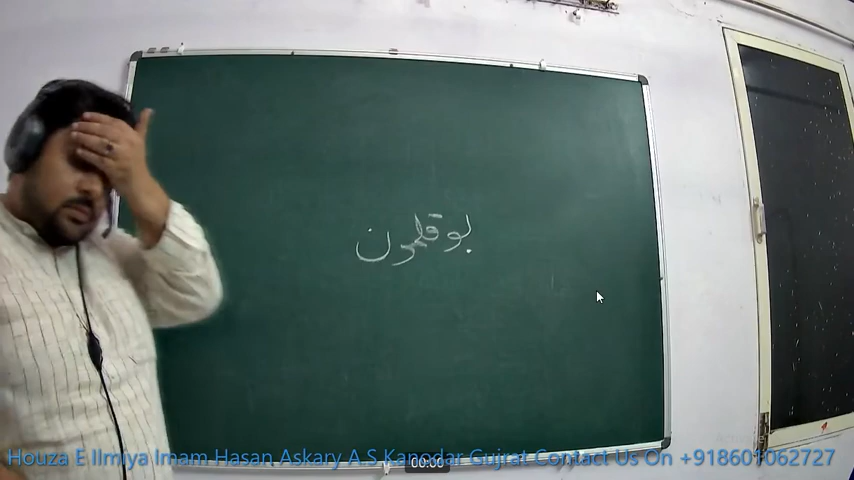 بوقلمون
Houza E Ilmiya Imam Hasan Askary A.S Kanodar Gujrat Contact Us On +918601062727
00:00